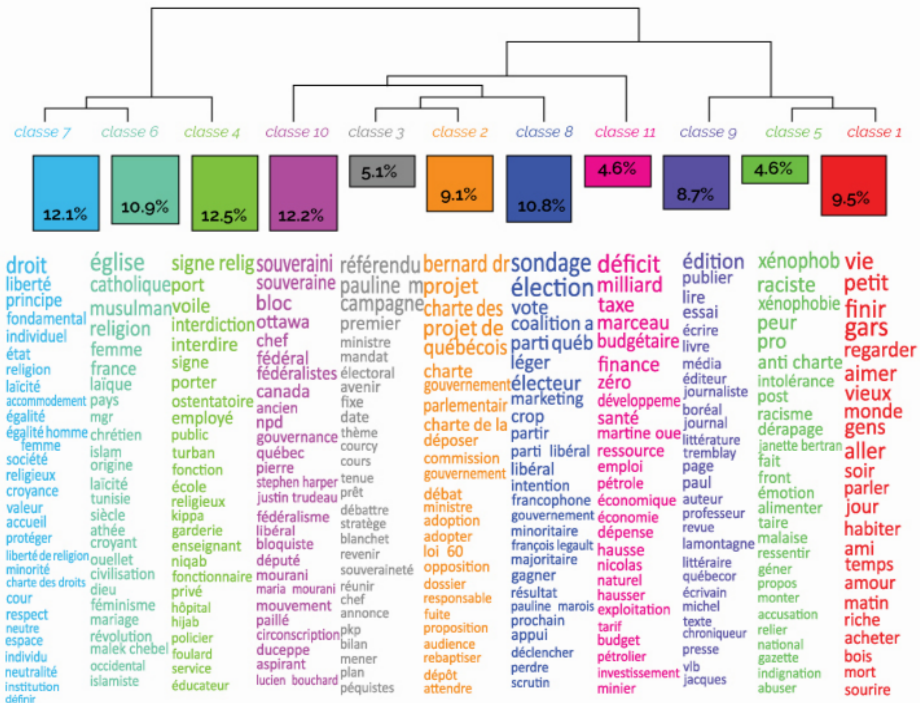 classe 7
classe 6
classe 4
classe 10
classe 3
classe 2
classe 8
classe 11
classe 9
classe 5
classe 1
12.1%
10.9%
12.5%
12.2%
5.1%
9.1%
10.8%
4.6%
8.7%
4.6%
9.5%
droit
liberté
principe
fondamental
individuel
état
religion
laïcité
accommodement
égalité
égalité homme
femme
société
religieux
croyance
valeur
accueil
protéger
liberté de religion
minorité
charte des droits
cour
respect
neutre
espace
individu
neutralité
institution
définir
église
catholique
musulman
religion
femme
france
laïque
pays
mgr
chrétien
islam
origine
laïcité
tunisie
siècle
athée
croyant
ouellet
civilisation
dieu
féminisme
mariage
révolution
malek chebel
occidental
islamiste
signe relig
port
voile
interdiction
interdire
signe
porter
ostentatoire
employé
public
turban
fonction
école
religieux
kippa
garderie
enseignant
niqab
fonctionnaire
privé
hôpital
hijab
policier
foulard
service
éducateur
souveraini
souveraine
bloc
ottawa
chef
fédéral
fédéralistes
canada
ancien
npd
gouvernance
québec
pierre
stephen harper
justin trudeau
fédéralisme
libéral
bloquiste
député
mourani
maria mourani
mouvement
paillé
circonscription
duceppe
aspirant
lucien bouchard
référendu
pauline m
campagne
premier
ministre
mandat
électoral
avenir
fixe
date
thème
courcy
cours
tenue
prêt
débattre
stratège
blanchet
revenir
souveraineté
réunir
chef
annonce
pkp
bilan
mener
plan
péquistes
bernard dr
projet
charte des
projet de
québécois
charte
gouvernement
parlementair
charte de la
déposer
commission
gouvernement
débat
ministre
adoption
adopter
loi 60
opposition
dossier
responsable
fuite
proposition
audience
rebaptiser
dépôt
attendre
sondage
élection
vote
coalition a
parti québ
léger
électeur
marketing
crop
partir
parti libéral
libéral
intention
francophone
gouvernement
minoritaire
françois legault
majoritaire
gagner
résultat
pauline marois
prochain
appui
déclencher
perdre
scrutin
déficit
milliard
taxe
marceau
budgétaire
finance
zéro
développeme
santé
martine oue
ressource
emploi
pétrole
économique
économie
dépense
hausse
nicolas
naturel
hausser
exploitation
tarif
budget
pétrolier
investissement
minier
édition
publier
lire
essai
écrire
livre
média
éditeur
journaliste
boréal
journal
littérature
tremblay
page
paul
auteur
professeur
revue
lamontagne
littéraire
québecor
écrivain
michel
texte
chroniqueur
presse
vlb
jacques
xénophob
raciste
xénophobie
peur
pro
anti charte
intolérance
post
racisme
dérapage
janette bertran
fait
front
émotion
alimenter
taire
malaise
ressentir
géner
propos
monter
accusation
relier
national
gazette
indignation
abuser
vie
petit
finir
gars
regarder
aimer
vieux
monde
gens
aller
soir
parler
jour
habiter
ami
temps
amour
matin
riche
acheter
bois
mort
sourire